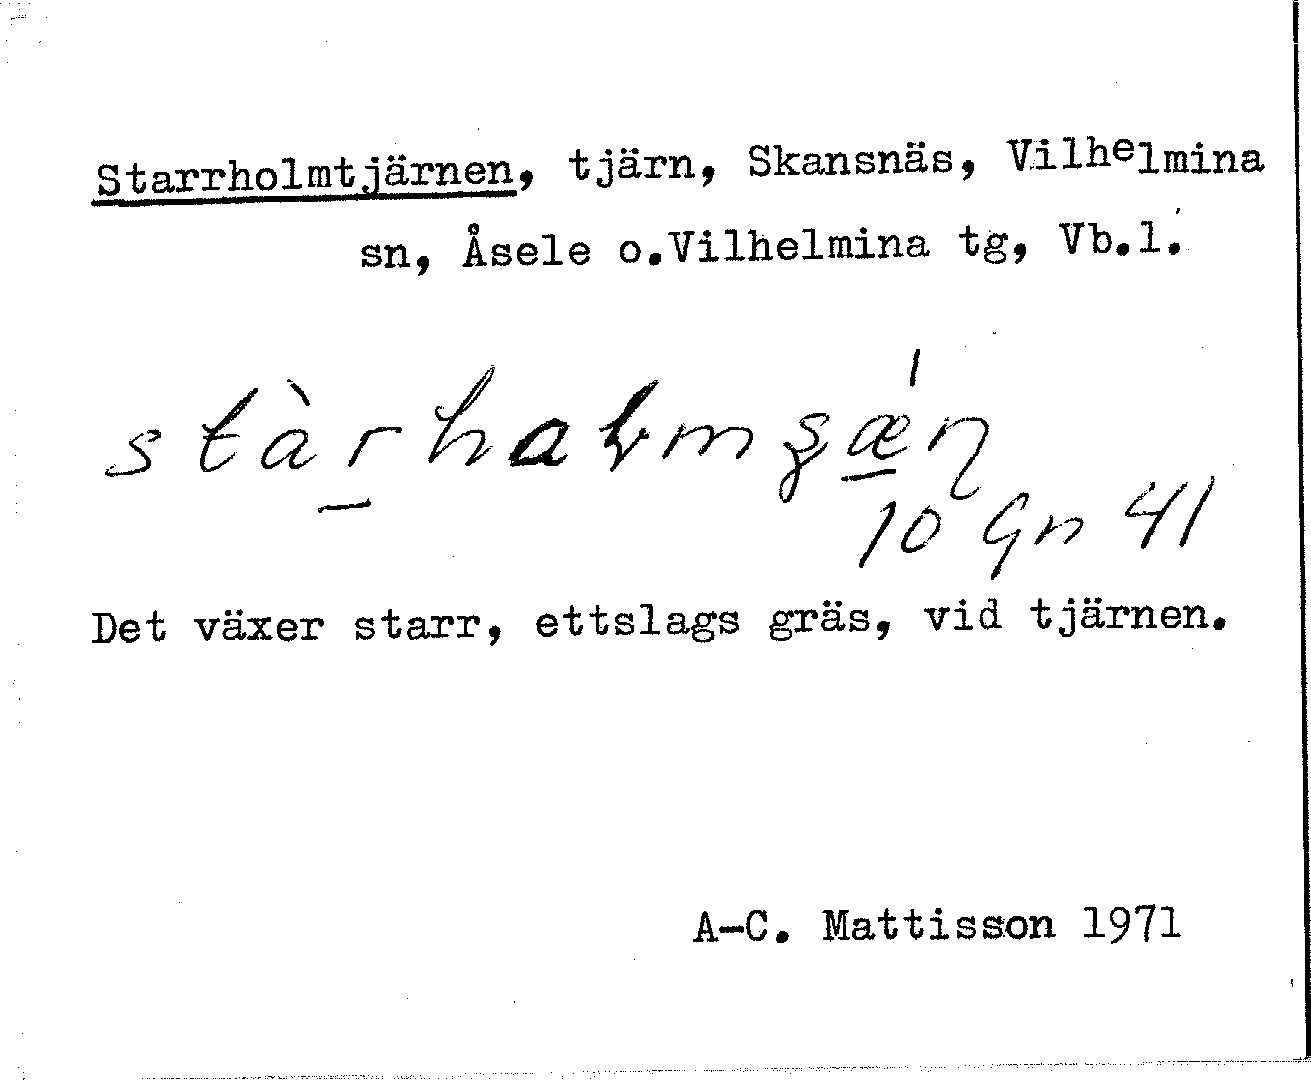 Starrholmtjärnen, tjärn, Skansnäs, Vilhelmina
sn, Åsele o.Vilhelmina tg, Vb.l.
10 Gn 41
Det växer starr, ettslags gräs, vid tjärnen.
A-C. Mattisson 1971